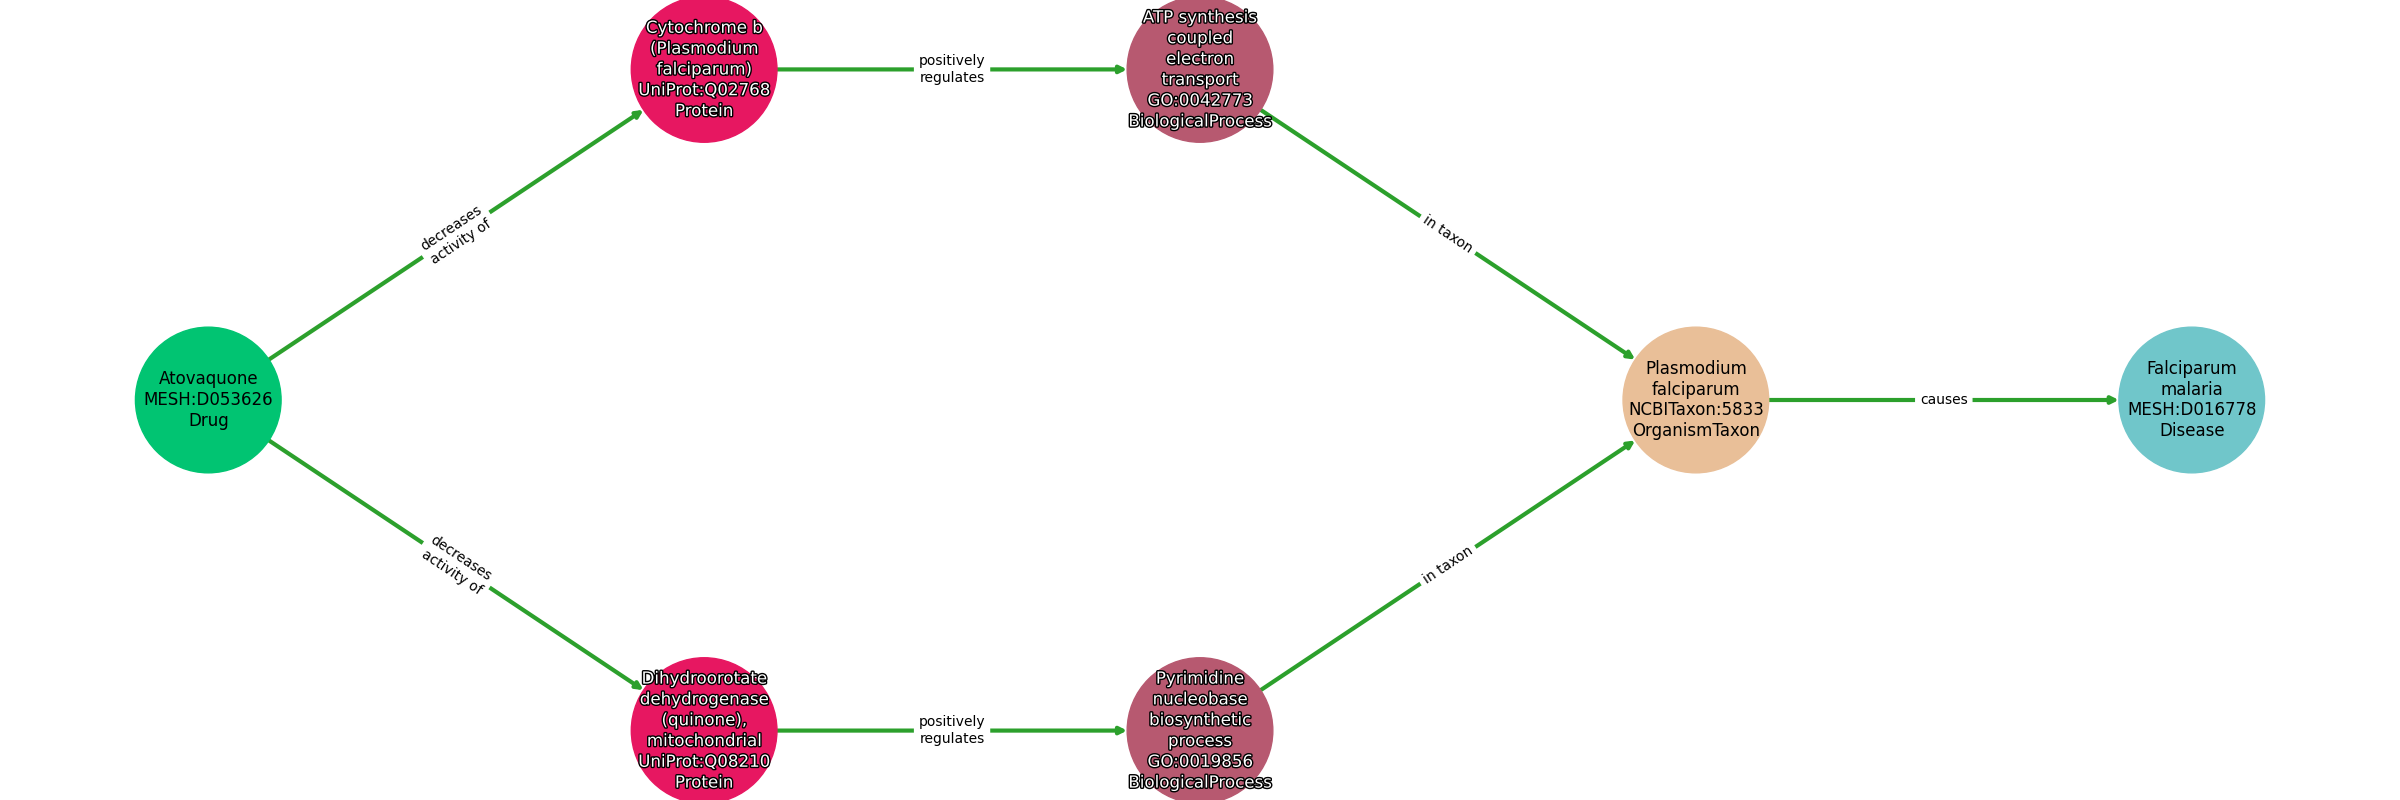 Cytochrome b
(Plasmodium
falciparum)
UniProt:Q02768
Protein
positively
regulates
ATP synthesis
coupled
electron
transport
GO:0042773
BiologicalProcess
decreases
activity of
in taxon
Atovaquone
MESH:D053626
Drug
Plasmodium
falciparum
NCBITaxon:5833
OrganismTaxon
causes
Falciparum
malaria
MESH:D016778
Disease
decreases
activity of
in taxon
Dihydroorotate
dehydrogenase
(quinone),
mitochondrial
UniProt:Q08210
Protein
positively
regulates
Pyrimidine
nucleobase
biosynthetic
process
GO:0019856
BiologicalProcess